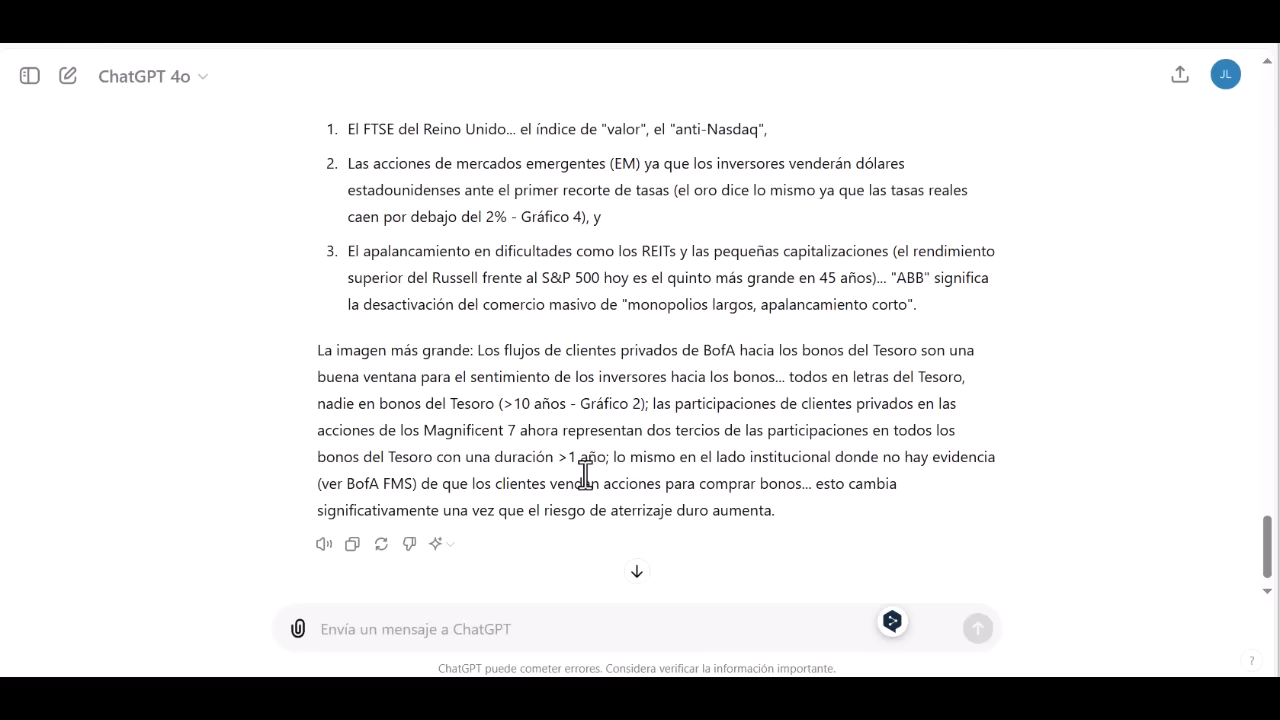 ChatGPT 4o
JL
1. El FTSE del Reino Unido... el índice de "valor", el "anti-Nasdaq",
2. Las acciones de mercados emergentes (EM) ya que los inversores venderán dólares
estadounidenses ante el primer recorte de tasas (el oro dice lo mismo ya que las tasas reales
caen por debajo del 2% - Gráfico 4), y
3. El apalancamiento en dificultades como los REITs y las pequeñas capitalizaciones (el rendimiento
superior del Russell frente al S&P 500 hoy es el quinto más grande en 45 años)... "ABB" significa
la desactivación del comercio masivo de "monopolios largos, apalancamiento corto".
La imagen más grande: Los flujos de clientes privados de BofA hacia los bonos del Tesoro son una
buena ventana para el sentimiento de los inversores hacia los bonos... todos en letras del Tesoro,
nadie en bonos del Tesoro (>10 años - Gráfico 2); las participaciones de clientes privados en las
acciones de los Magnificent 7 ahora representan dos tercios de las participaciones en todos los
bonos del Tesoro con una duración >1 año; lo mismo en el lado institucional donde no hay evidencia
(ver BofA FMS) de que los clientes vendan acciones para comprar bonos... esto cambia
significativamente una vez que el riesgo de aterrizaje duro aumenta.
Envía un mensaje a ChatGPT
ChatGPT puede cometer errores. Considera verificar la información importante.
?